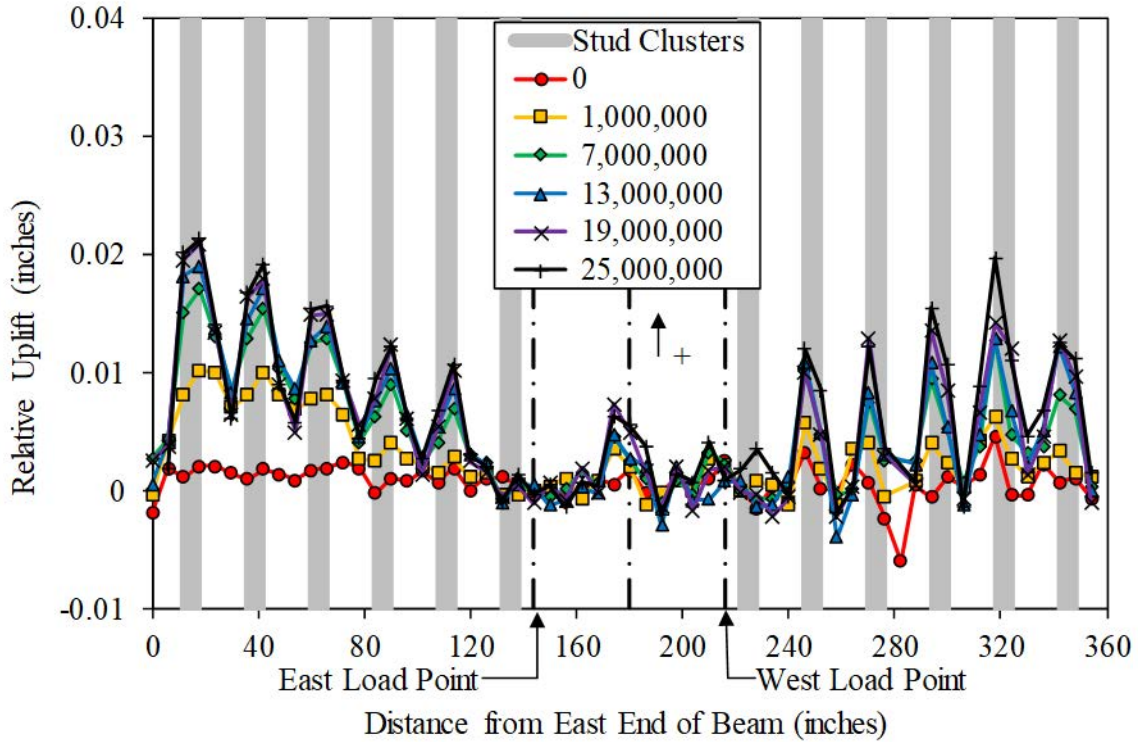 0.04
0.03
0.02
0.01
0
-0.01
Relative Uplift (inches)
Stud Clusters
0
1,000,000
7,000,000
13,000,000
19,000,000
25,000,000
+
0 40 80 120 160 200 240 280 320 360
East Load Point West Load Point
Distance from East End of Beam (inches)